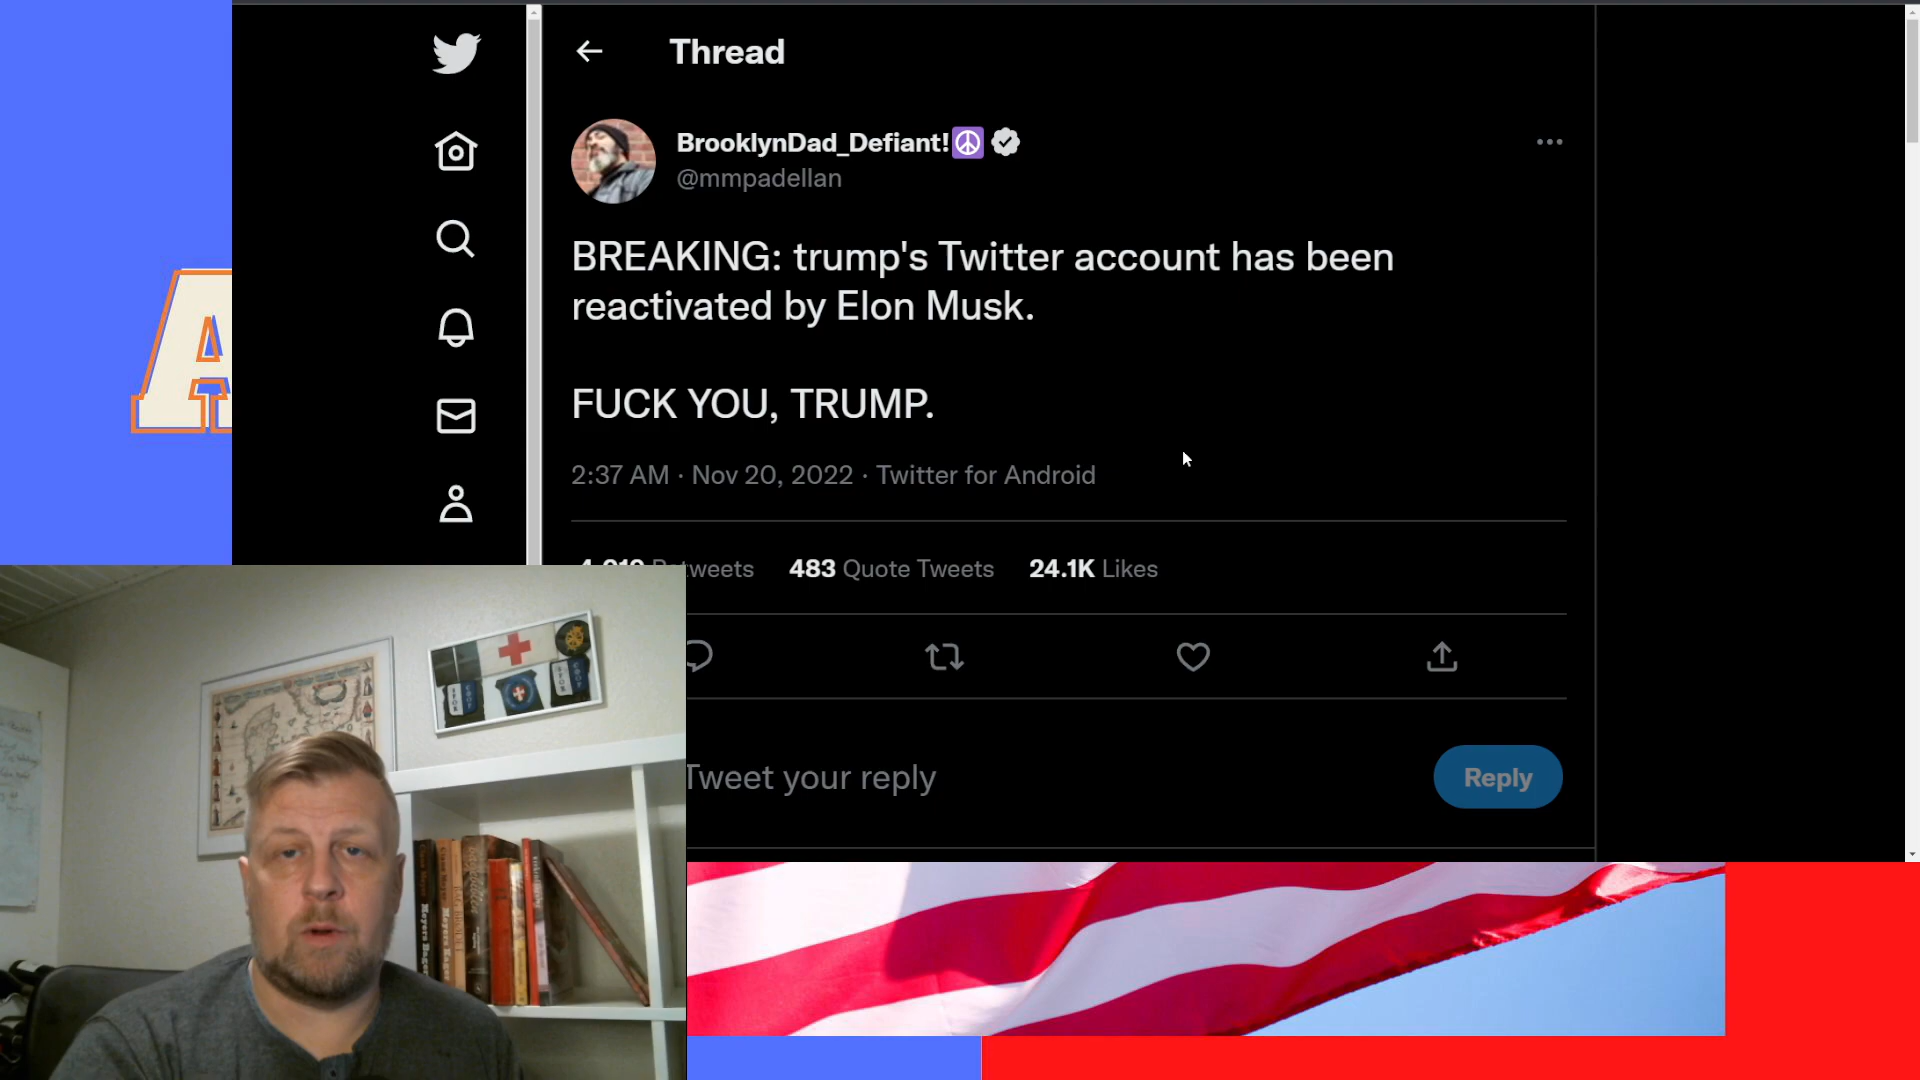 Thread
BrooklynDad_Defiant!
@mmpadellan
BREAKING: trump's Twitter account has been
reactivated by Elon Musk.
FUCK YOU, TRUMP.
2:37 AM · Nov 20, 2022 · Twitter for Android
483 Quote Tweets 24.1K Likes
Tweet your reply
Reply
A